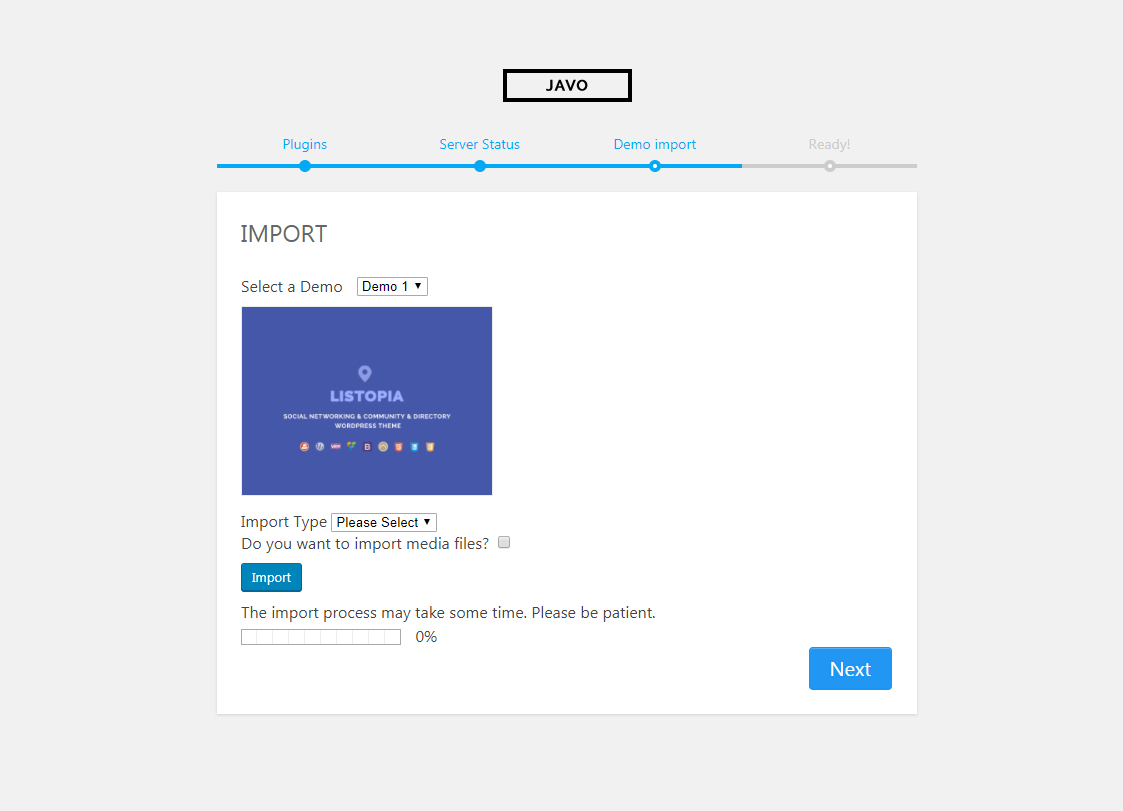 JAVO
Plugins Server Status Demo import Ready!
IMPORT
Select a Demo Demo 1
LISTOPIA
SOCIAL NETWORKING & COMMUNITY & DIRECTORY
WORDPRESS THEME
Import Type Please Select
Do you want to import media files?
Import
The import process may take some time. Please be patient.
0%
Next